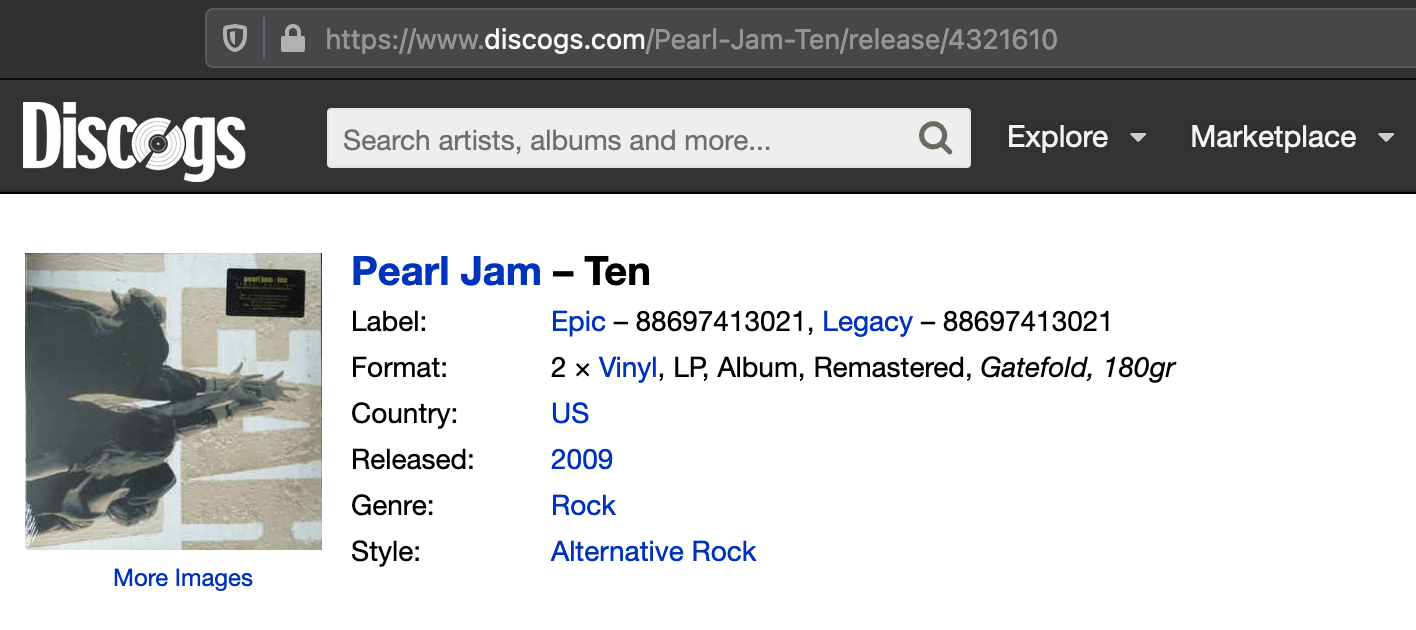 https://www.discogs.com/Pearl-Jam-Ten/release/4321610
Discogs
Search artists, albums and more...
Explore
Marketplace
pearl jam - ten
Pearl Jam – Ten
Label: Epic – 88697413021, Legacy – 88697413021
Format: 2 × Vinyl, LP, Album, Remastered, Gatefold, 180gr
Country: US
Released: 2009
Genre: Rock
Style: Alternative Rock
More Images